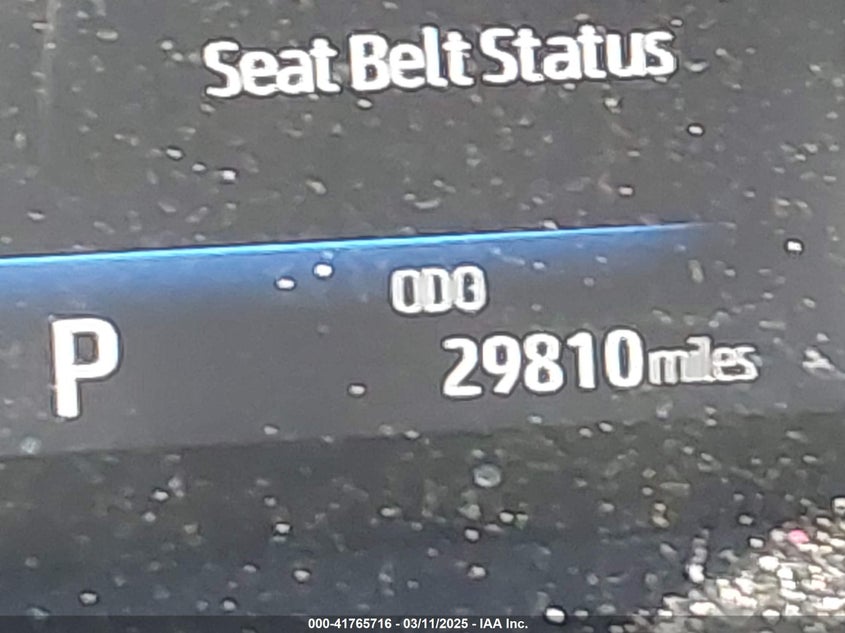 Seat Belt Status
ODO
P 29810 miles
000-41765716 - 03/11/2025 - IAA Inc.